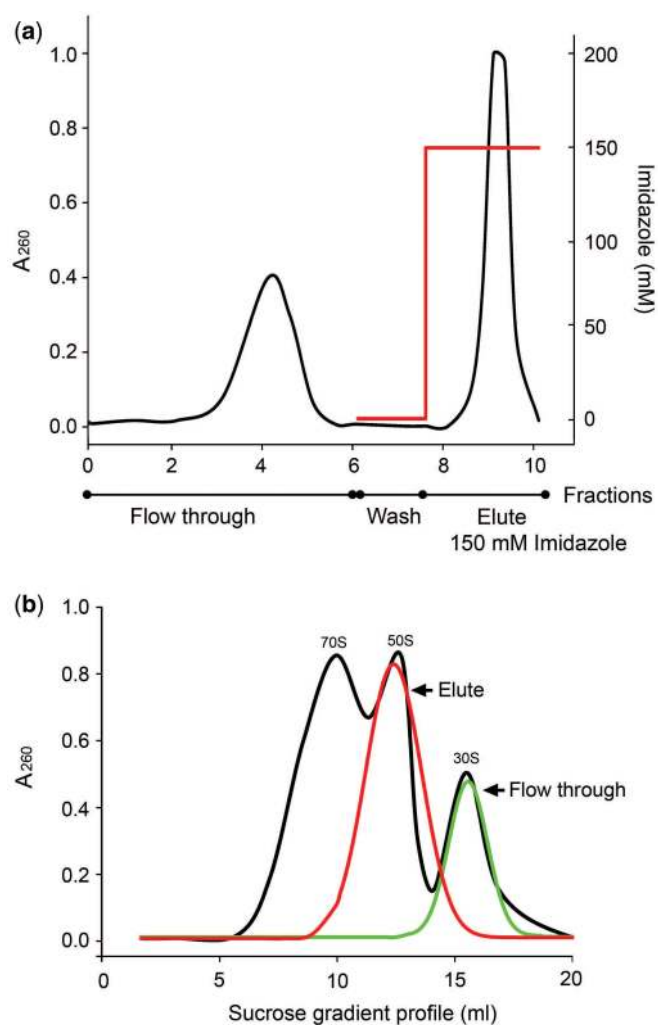 (a)
1.0
0.8
0.6
0.4
0.2
0.0
A260
200
150
100
50
0
Imidazole (mM)
0 2 4 6 8 10
Fractions
Flow through Wash Elute
150 mM Imidazole
(b)
1.0
0.8
0.6
0.4
0.2
0.0
A260
70S 50S
Elute
30S
Flow through
0 5 10 15 20
Sucrose gradient profile (ml)